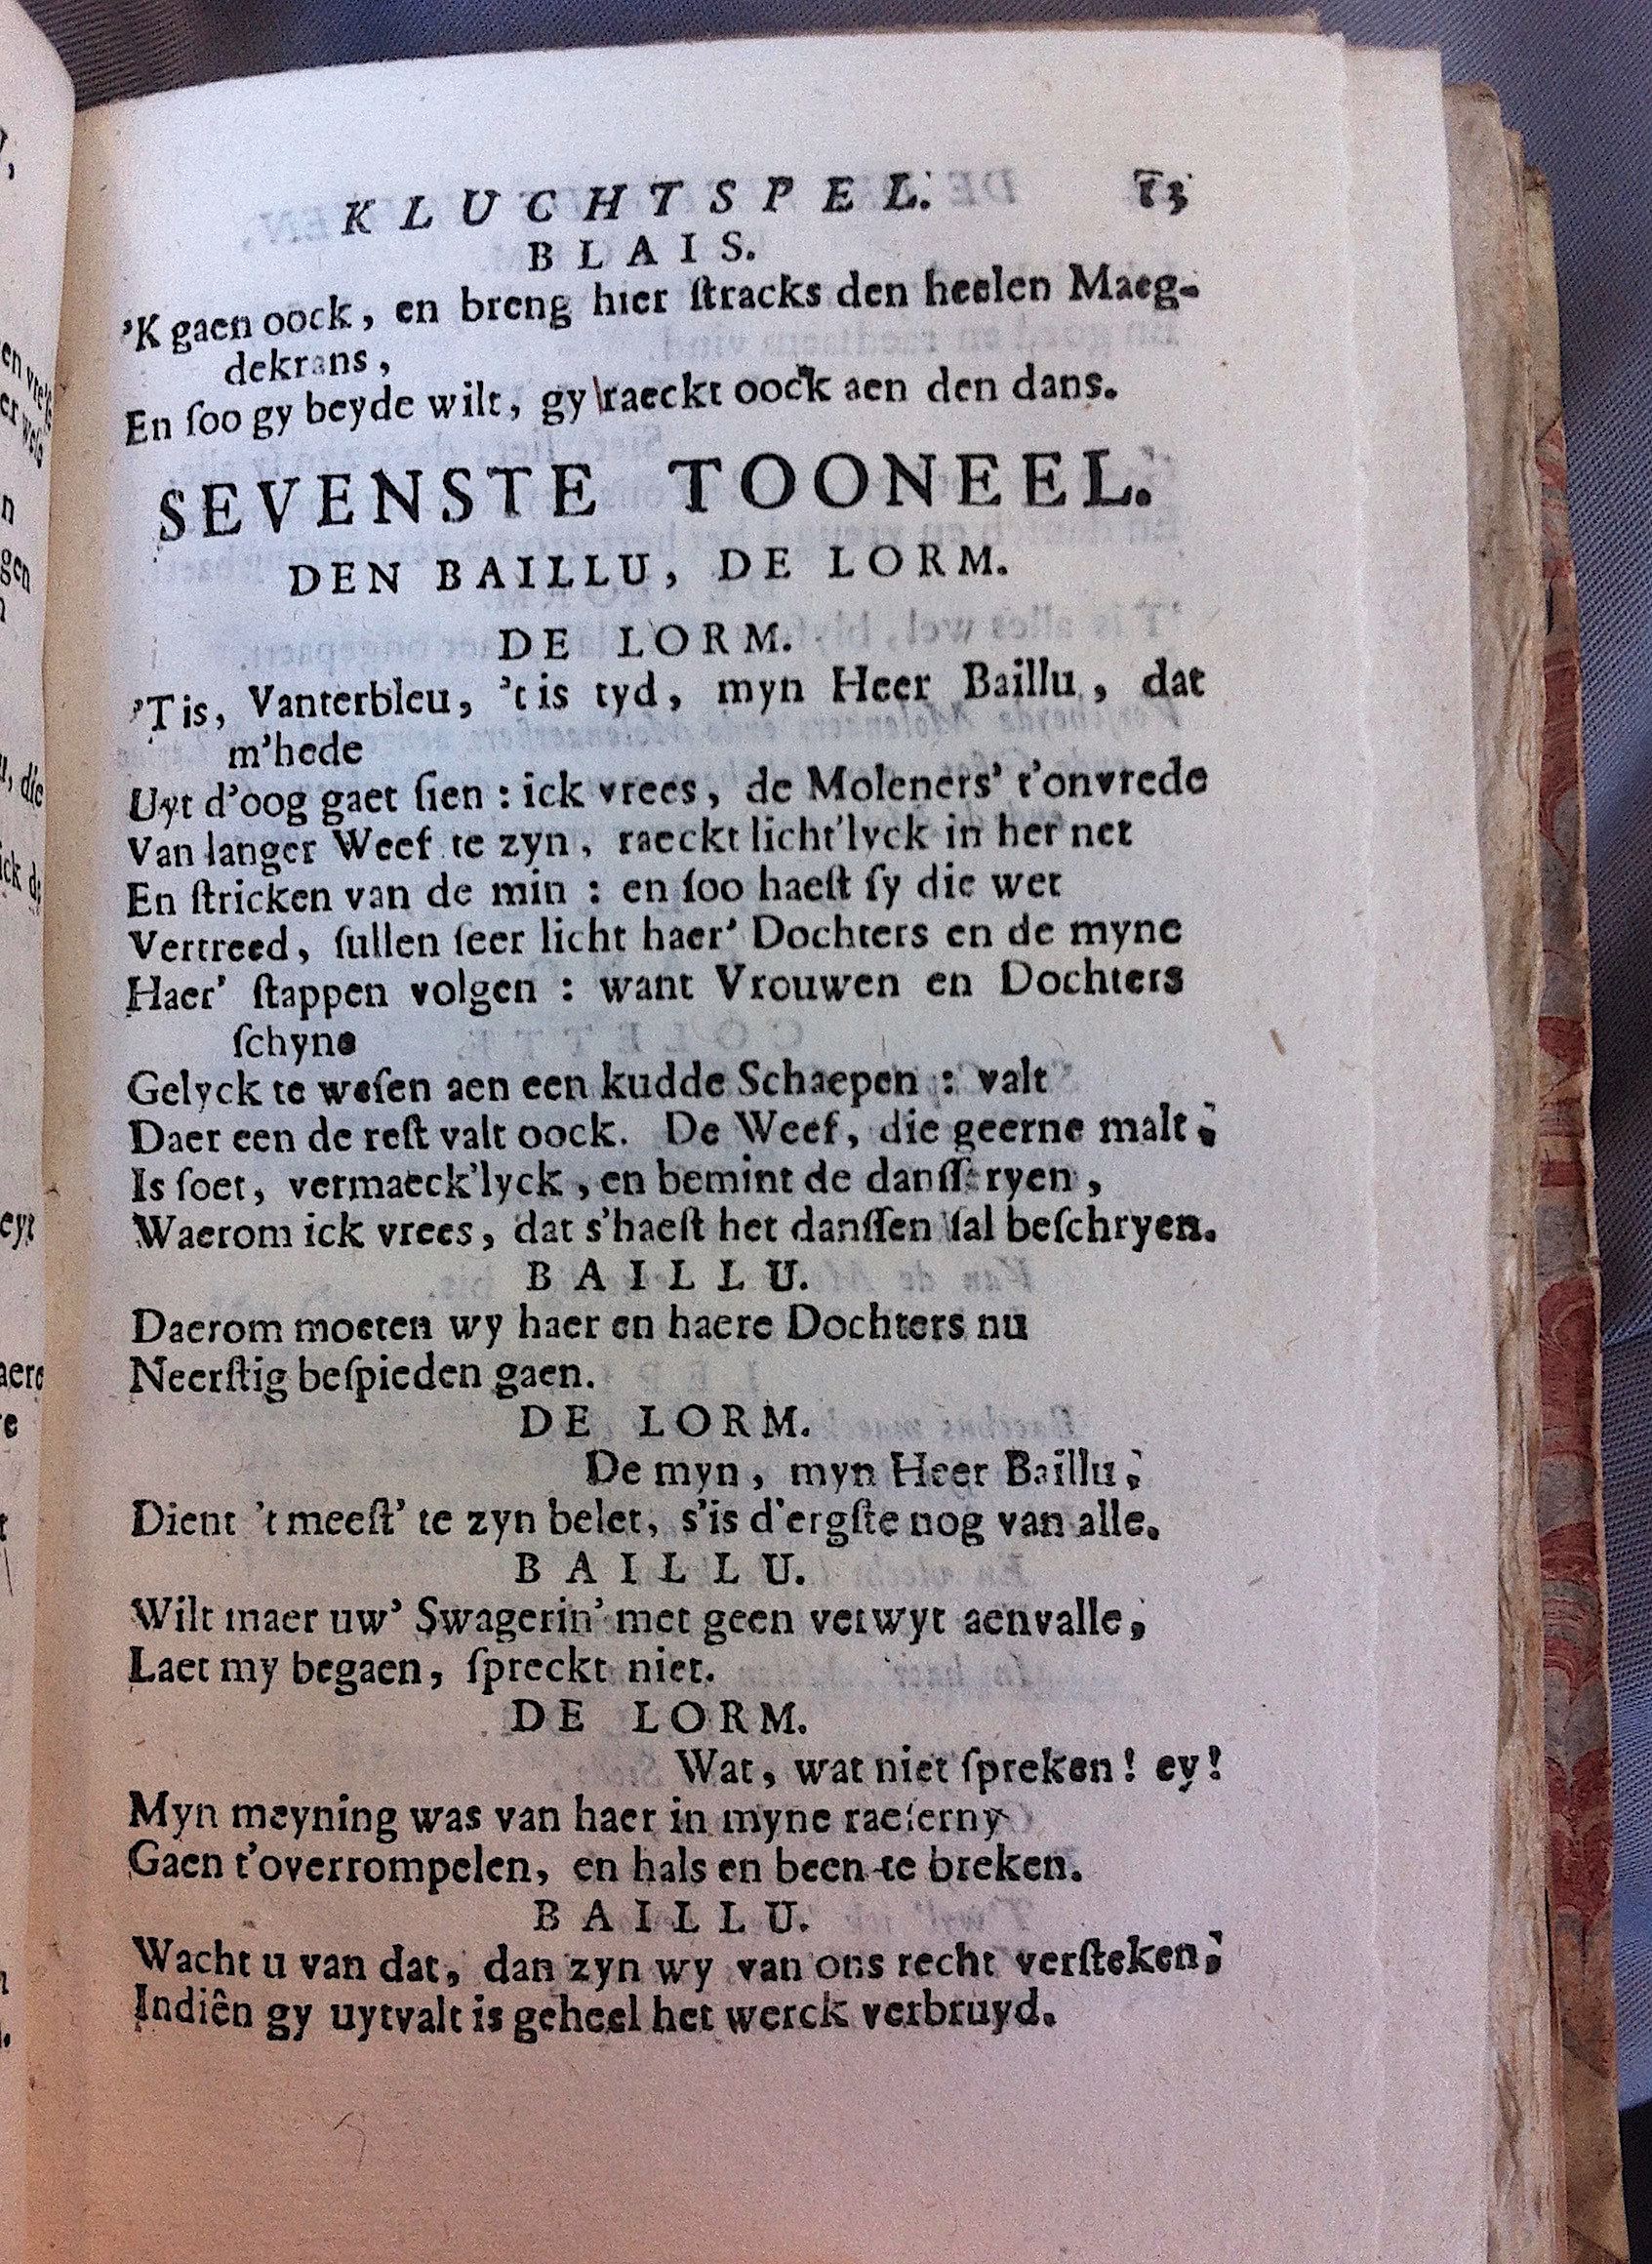 KLUCHTSPEL. 13
BLAIS.
'K gaen oock, en breng hier ſtracks den heelen Maeg-
dekrans,
En ſoo gy beyde wilt, gy raeckt oock aen den dans.
SEVENSTE TOONEEL.
DEN BAILLU, DE LORM.
DE LORM.
'T is, Vanterbleu, 't is tyd, myn Heer Baillu, dat
m'hede
Uyt d'oog gaet ſien : ick vrees, de Moleners' t'onvrede
Van langer Weef te zyn, raeckt licht'lyck in het net
En ſtricken van de min : en ſoo haeſt ſy die wet
Vertreed, ſullen ſeer licht haer' Dochters en de myne
Haer' ſtappen volgen : want Vrouwen en Dochters
ſchyne
Gelyck te weſen aen een kudde Schaepen : valt
Daer een de reſt valt oock. De Weef, die geerne malt,
Is ſoet, vermaeck'lyck, en bemint de danſſeryen,
Waerom ick vrees, dat s'haeſt het danſſen ſal beſchryen.
BAILLU.
Daerom moeten wy haer en haere Dochters nu
Neerſtig beſpieden gaen.
DE LORM.
De myn, myn Heer Baillu,
Dient 't meeſt' te zyn belet, s'is d'ergſte nog van alle.
BAILLU.
Wilt maer uw' Swagerin' met geen verwyt aenvalle,
Laet my begaen, ſpreckt niet.
DE LORM.
Wat, wat niet ſpreken! ey!
Myn meyning was van haer in myne raeſerny
Gaen t'overrompelen, en hals en been te breken.
BAILLU.
Wacht u van dat, dan zyn wy van ons recht verſteken,
Indiên gy uytvalt is geheel het werck verbruyd.